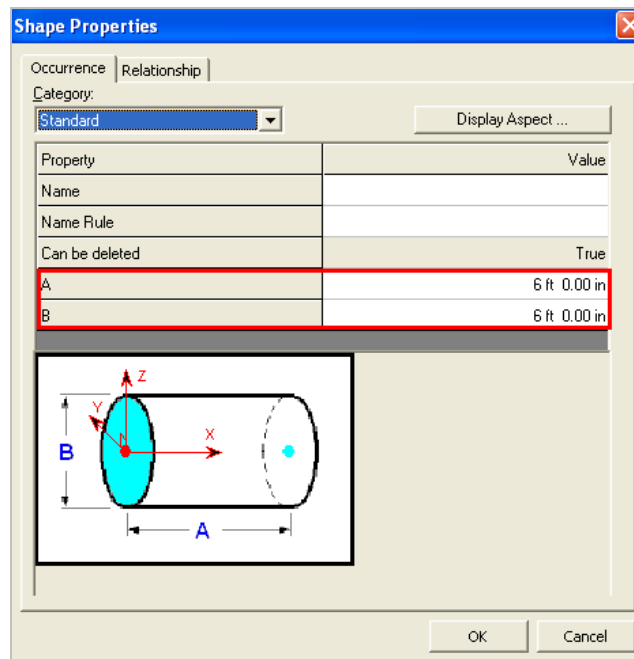 Shape Properties
Occurrence Relationship
Category:
Standard Display Aspect ...
Property Value
Name
Name Rule
Can be deleted True
A 6 ft 0.00 in
B 6 ft 0.00 in
Z
Y
X
N
B
A
OK Cancel